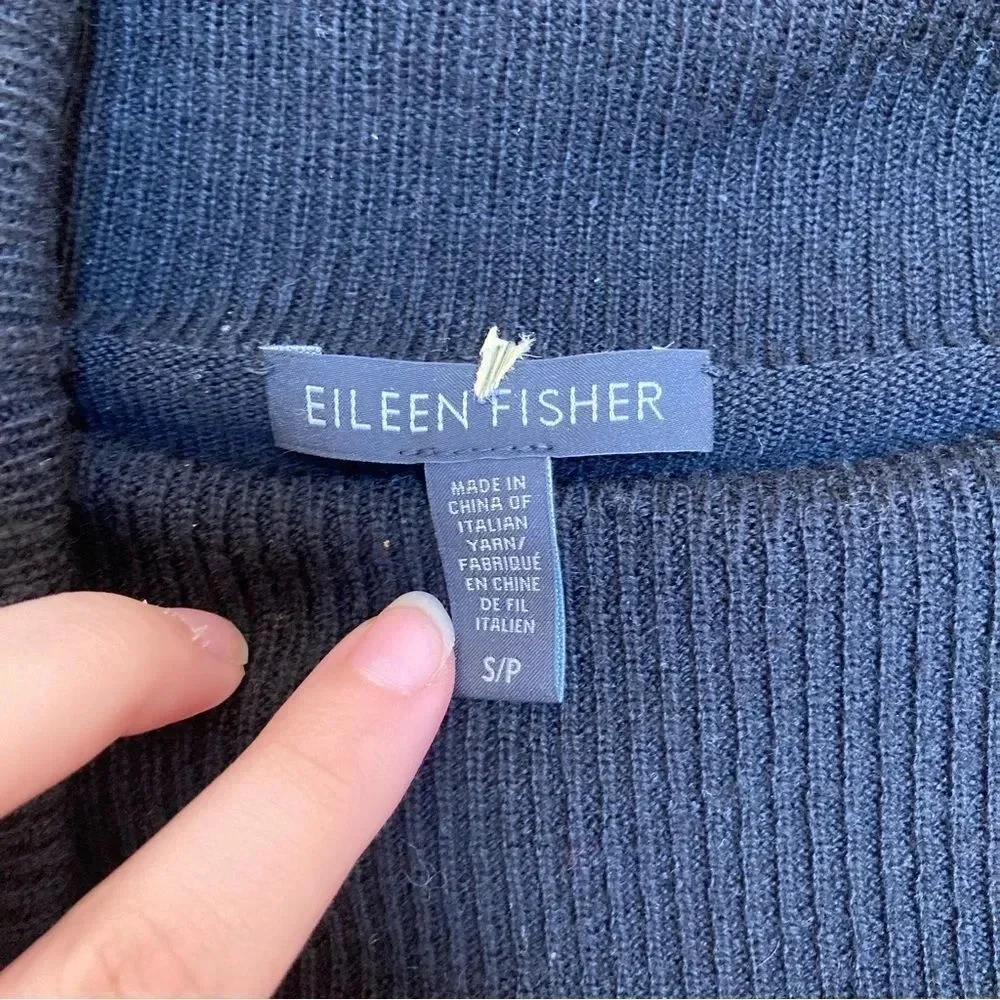 EILEEN FISHER
MADE IN
CHINA OF
ITALIAN
YARN/
FABRIQUÉ
EN CHINE
DE FIL
ITALIEN
S/P